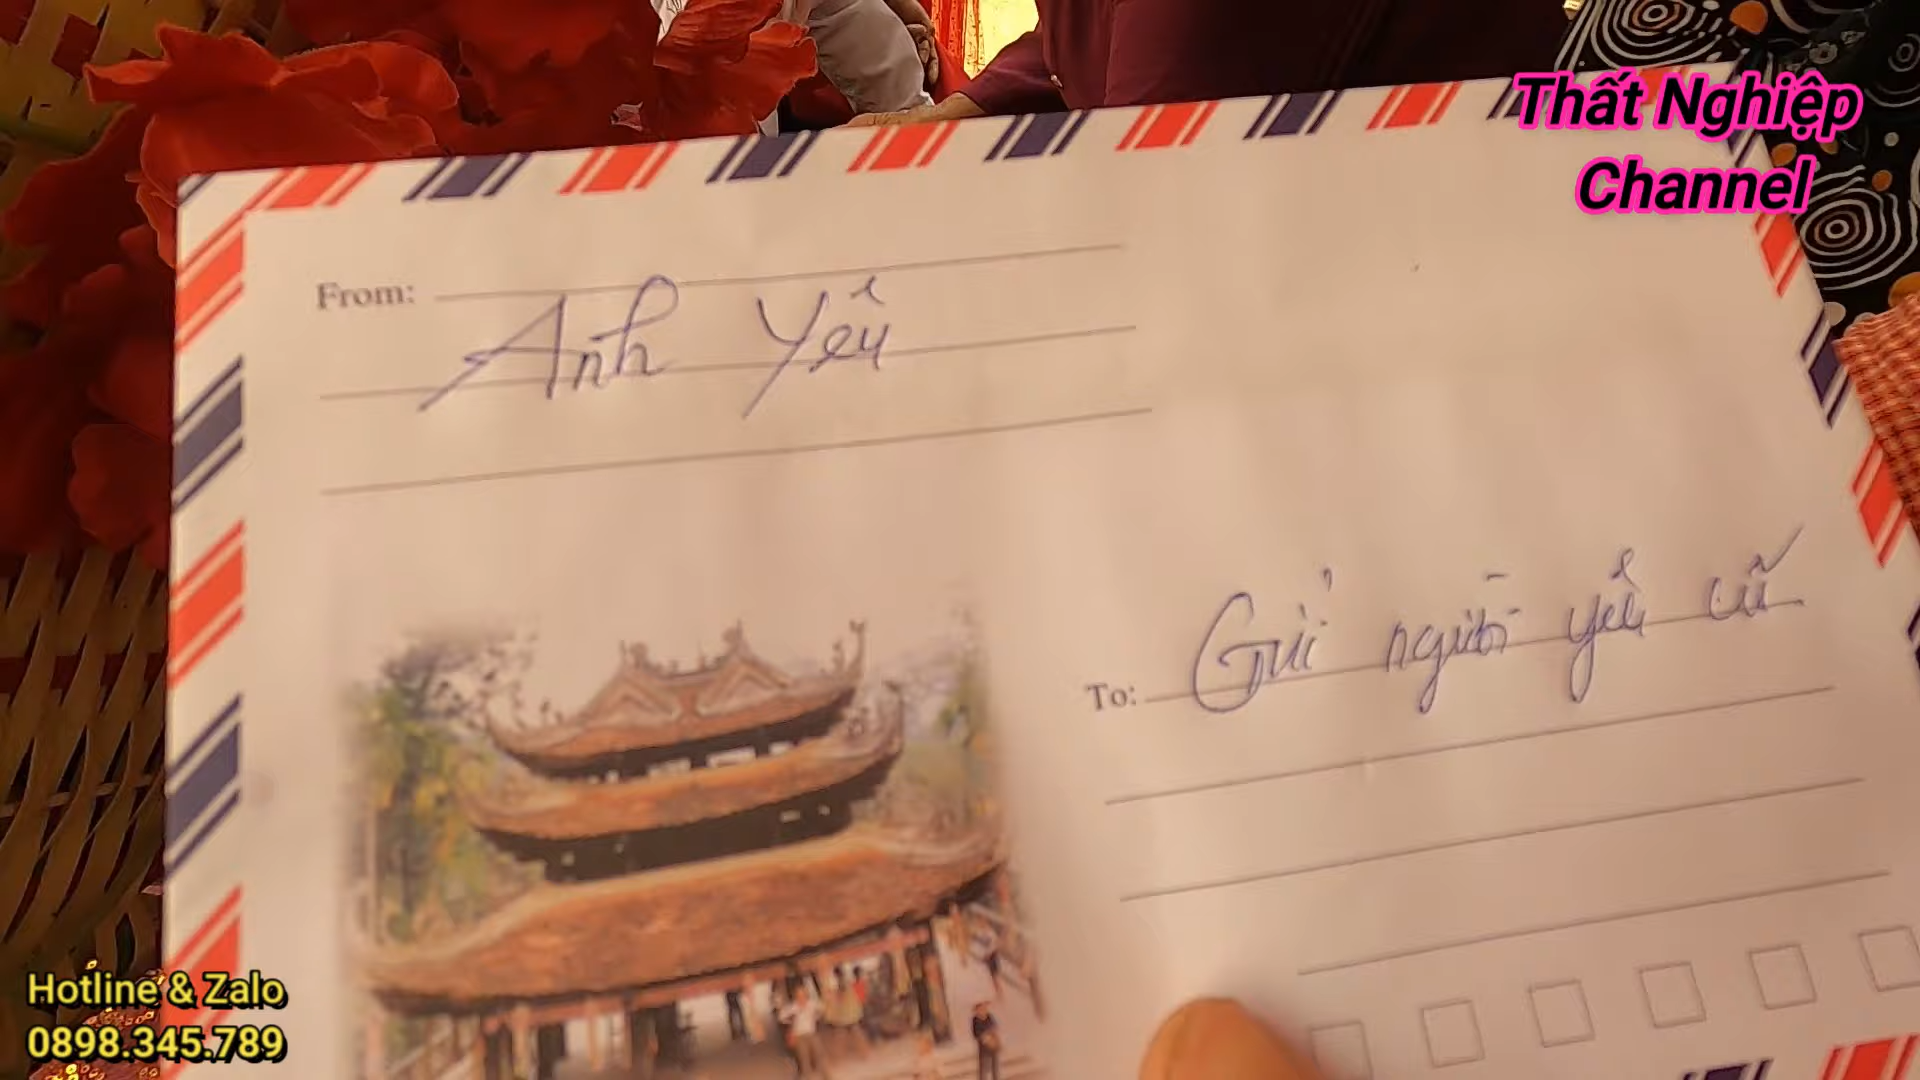 Thất Nghiệp
Channel
From:
Anh Yêu
To: Gửi người yêu cũ
Hotline & Zalo
0898.345.789